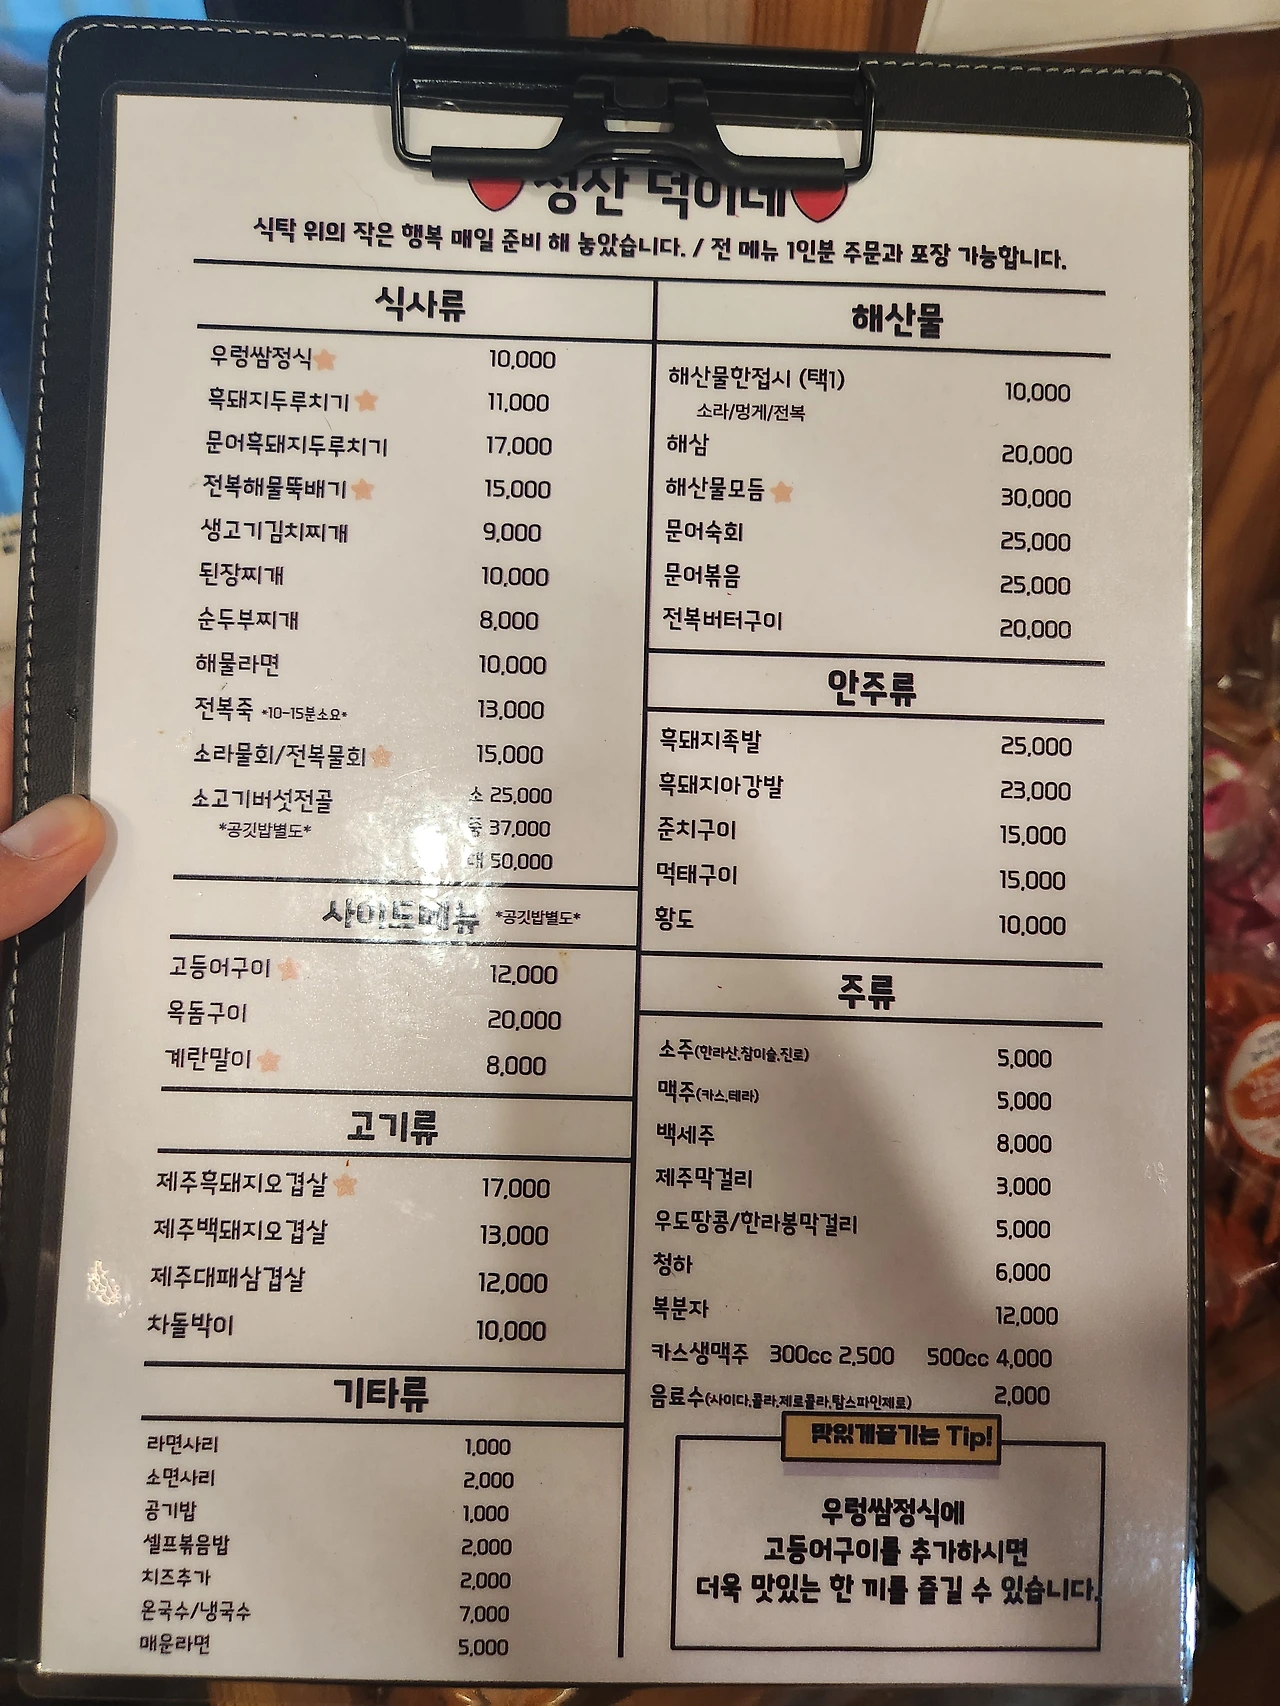 성산 덕이네
식탁 위의 작은 행복 매일 준비 해 놓았습니다. / 전 메뉴 1인분 주문과 포장 가능합니다.
식사류
우렁쌈정식 10,000
흑돼지두루치기 11,000
문어흑돼지두루치기 17,000
전복해물뚝배기 15,000
생고기김치찌개 9,000
된장찌개 10,000
순두부찌개 8,000
해물라면 10,000
전복죽 *10-15분소요* 13,000
소라물회/전복물회 15,000
소고기버섯전골 소 25,000
*공깃밥별도* 중 37,000
대 50,000
사이드메뉴 *공깃밥별도*
고등어구이 12,000
옥돔구이 20,000
계란말이 8,000
고기류
제주흑돼지오겹살 17,000
제주백돼지오겹살 13,000
제주대패삼겹살 12,000
차돌박이 10,000
기타류
라면사리 1,000
소면사리 2,000
공기밥 1,000
셀프볶음밥 2,000
치즈추가 2,000
온국수/냉국수 7,000
매운라면 5,000
해산물
해산물한접시 (택1) 10,000
소라/멍게/전복
해삼 20,000
해산물모듬 30,000
문어숙회 25,000
문어볶음 25,000
전복버터구이 20,000
안주류
흑돼지족발 25,000
흑돼지아강발 23,000
준치구이 15,000
먹태구이 15,000
황도 10,000
주류
소주(한라산,참이슬,진로) 5,000
맥주(카스,테라) 5,000
백세주 8,000
제주막걸리 3,000
우도땅콩/한라봉막걸리 5,000
청하 6,000
복분자 12,000
카스생맥주 300cc 2,500 500cc 4,000
음료수(사이다,콜라,제로콜라,탐스파인제로) 2,000
맛있게즐기는 Tip!
우렁쌈정식에
고등어구이를 추가하시면
더욱 맛있는 한 끼를 즐길 수 있습니다.